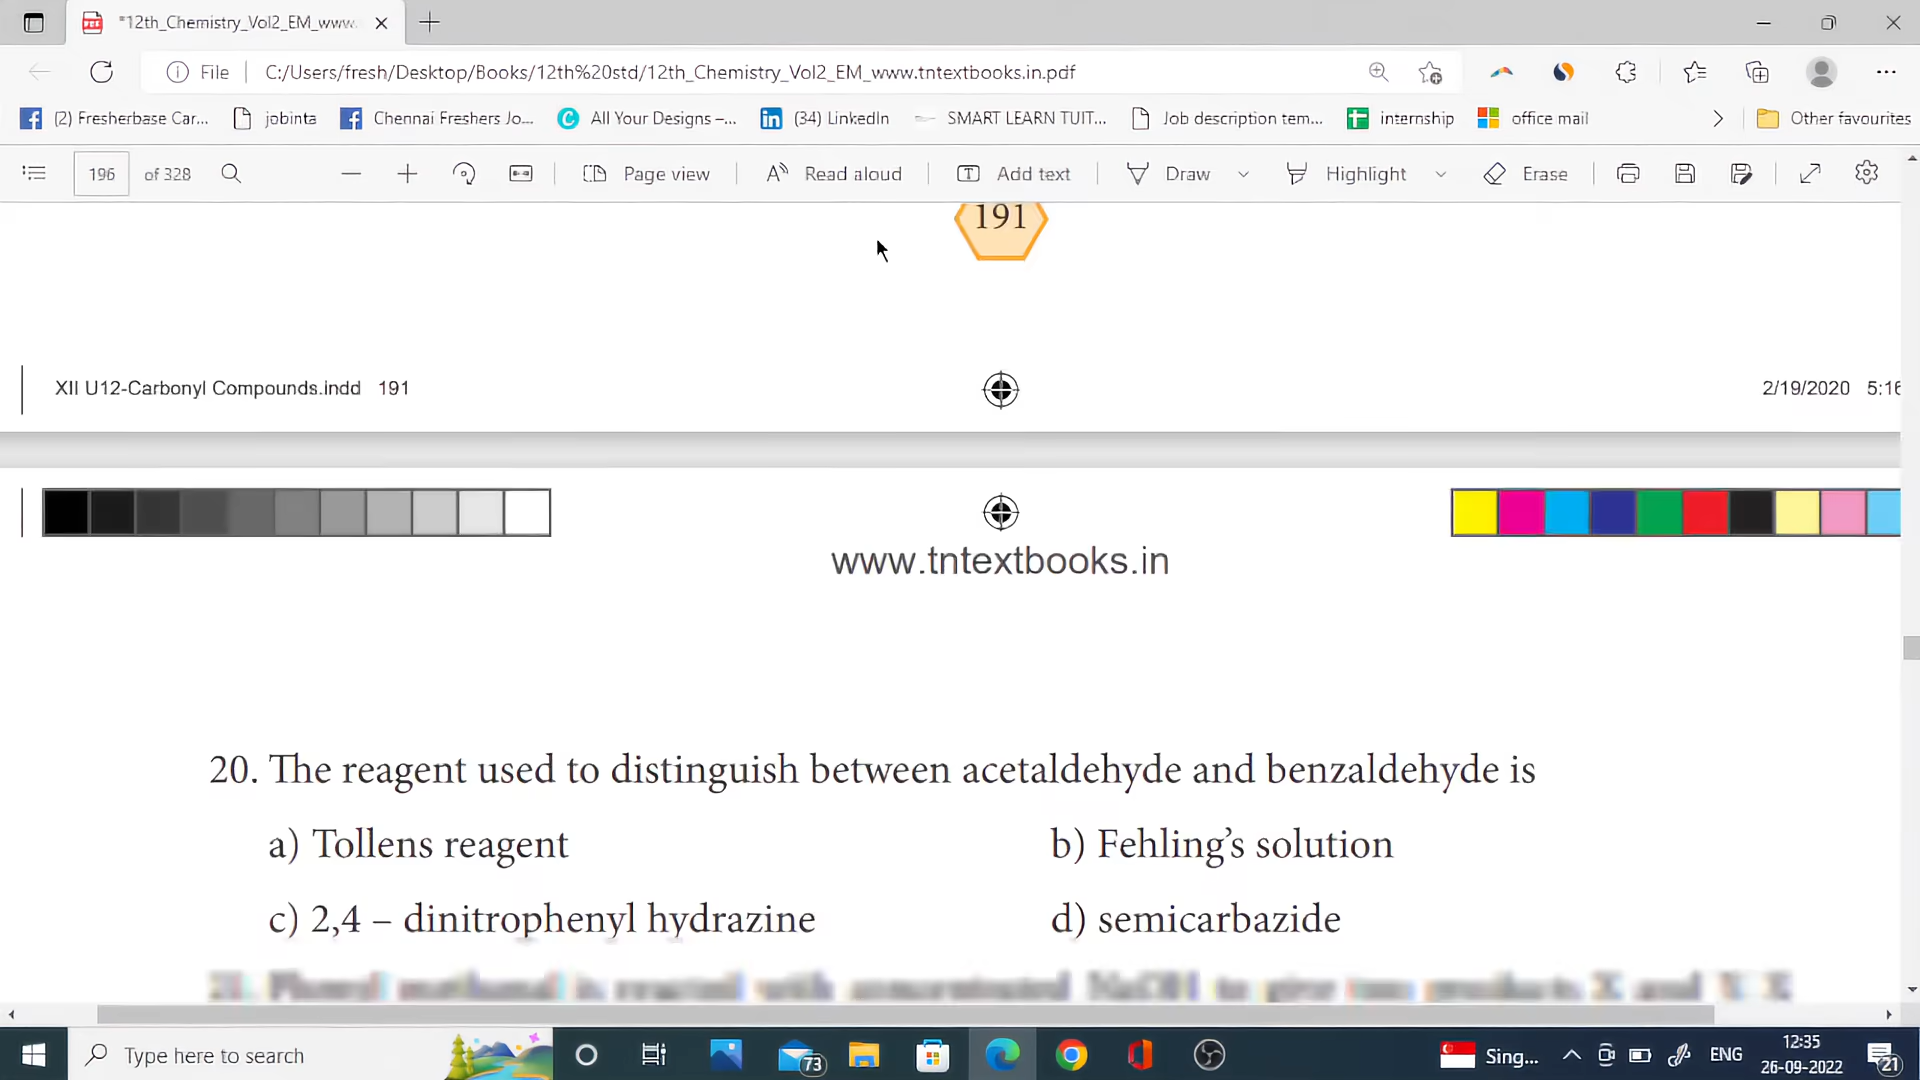 *12th_Chemistry_Vol2_EM_www.
File C:/Users/fresh/Desktop/Books/12th%20std/12th_Chemistry_Vol2_EM_www.tntextbooks.in.pdf
(2) Fresherbase Car... jobinta Chennai Freshers Jo... All Your Designs –... (34) LinkedIn SMART LEARN TUIT... Job description tem... internship office mail Other favourites
196 of 328 Page view Read aloud Add text Draw Highlight Erase
191
XII U12-Carbonyl Compounds.indd 191 2/19/2020 5:16
www.tntextbooks.in
20. The reagent used to distinguish between acetaldehyde and benzaldehyde is
a) Tollens reagent b) Fehling's solution
c) 2,4 – dinitrophenyl hydrazine d) semicarbazide
Type here to search 73 Sing... ENG 12:35
26-09-2022 21